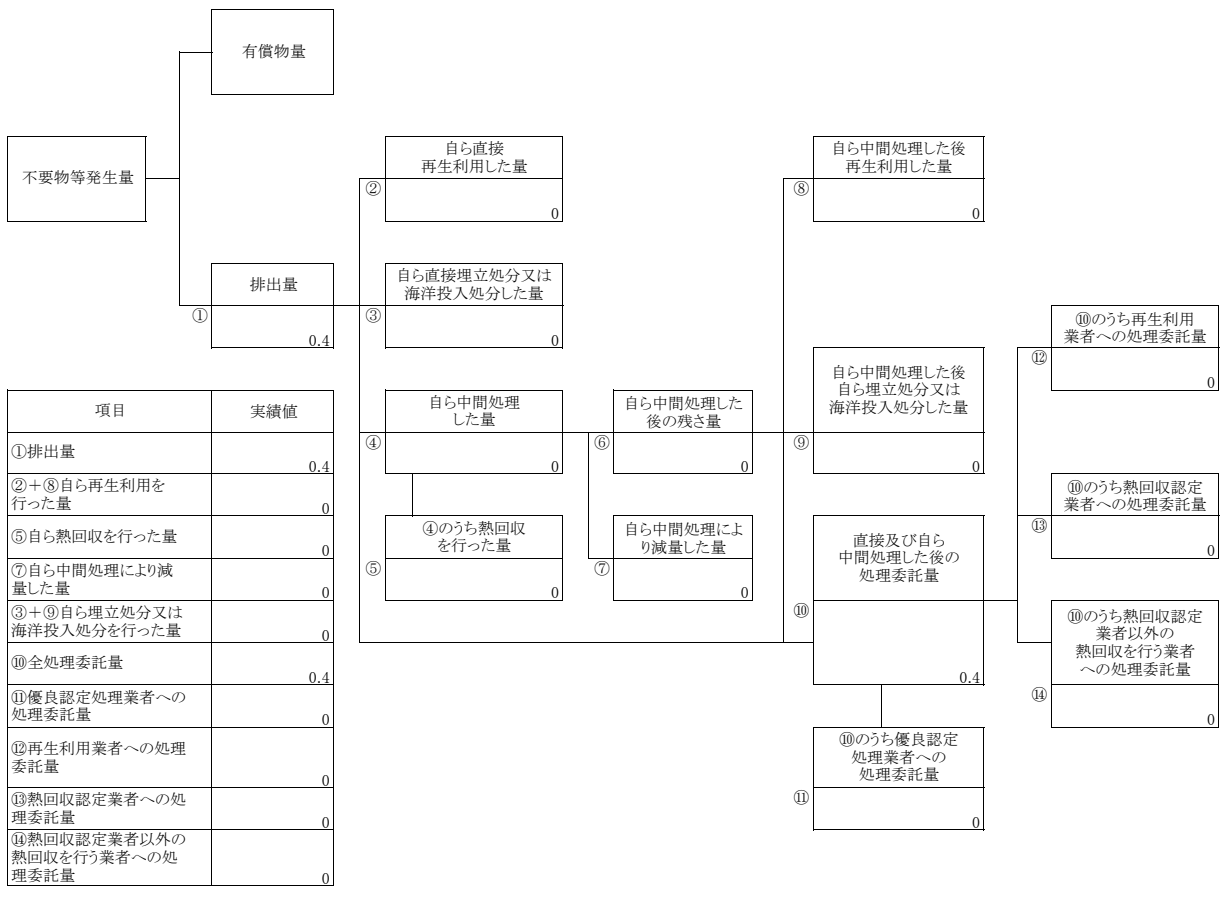 有償物量
不要物等発生量
自ら直接
再生利用した量
②
0
自ら中間処理した後
再生利用した量
⑧
0
排出量
①
0.4
自ら直接埋立処分又は
海洋投入処分した量
③
0
⑩のうち再生利用
業者への処理委託量
⑫
0
自ら中間処理
した量
④
0
自ら中間処理した
後の残さ量
⑥
0
自ら中間処理した後
自ら埋立処分又は
海洋投入処分した量
⑨
0
⑩のうち熱回収認定
業者への処理委託量
⑬
0
④のうち熱回収
を行った量
⑤
0
自ら中間処理によ
り減量した量
⑦
0
直接及び自ら
中間処理した後の
処理委託量
⑩
0.4
⑩のうち熱回収認定
業者以外の
熱回収を行う業者
への処理委託量
⑭
0
⑩のうち優良認定
処理業者への
処理委託量
⑪
0
項目 実績値
①排出量
0.4
②＋⑧自ら再生利用を
行った量
0
⑤自ら熱回収を行った量
0
⑦自ら中間処理により減
量した量
0
③＋⑨自ら埋立処分又は
海洋投入処分を行った量
0
⑩全処理委託量
0.4
⑪優良認定処理業者への
処理委託量
0
⑫再生利用業者への処理
委託量
0
⑬熱回収認定業者への処
理委託量
0
⑭熱回収認定業者以外の
熱回収を行う業者への処
理委託量
0